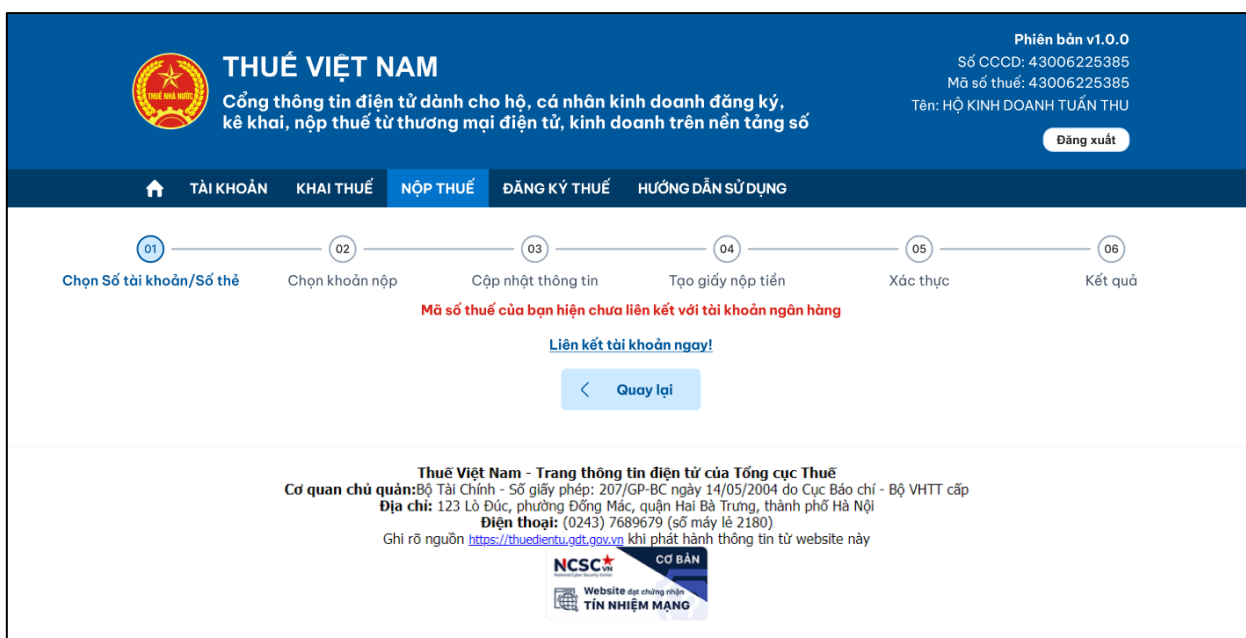 Phiên bản v1.0.0
Số CCCD: 43006225385
Mã số thuế: 43006225385
Tên: HỘ KINH DOANH TUẤN THU
Đăng xuất
THUẾ NHÀ NƯỚC
THUẾ VIỆT NAM
Cổng thông tin điện tử dành cho hộ, cá nhân kinh doanh đăng ký,
kê khai, nộp thuế từ thương mại điện tử, kinh doanh trên nền tảng số
TÀI KHOẢN KHAI THUẾ NỘP THUẾ ĐĂNG KÝ THUẾ HƯỚNG DẪN SỬ DỤNG
01 02 03 04 05 06
Chọn Số tài khoản/Số thẻ Chọn khoản nộp Cập nhật thông tin Tạo giấy nộp tiền Xác thực Kết quả
Mã số thuế của bạn hiện chưa liên kết với tài khoản ngân hàng
Liên kết tài khoản ngay!
Quay lại
Thuế Việt Nam - Trang thông tin điện tử của Tổng cục Thuế
Cơ quan chủ quản:Bộ Tài Chính - Số giấy phép: 207/GP-BC ngày 14/05/2004 do Cục Báo chí - Bộ VHTT cấp
Địa chỉ: 123 Lò Đúc, phường Đống Mác, quận Hai Bà Trưng, thành phố Hà Nội
Điện thoại: (0243) 7689679 (số máy lẻ 2180)
Ghi rõ nguồn https://thuedientu.gdt.gov.vn khi phát hành thông tin từ website này
NCSC.VN CƠ BẢN
National Cyber Security Center
Website đạt chứng nhận
TÍN NHIỆM MẠNG